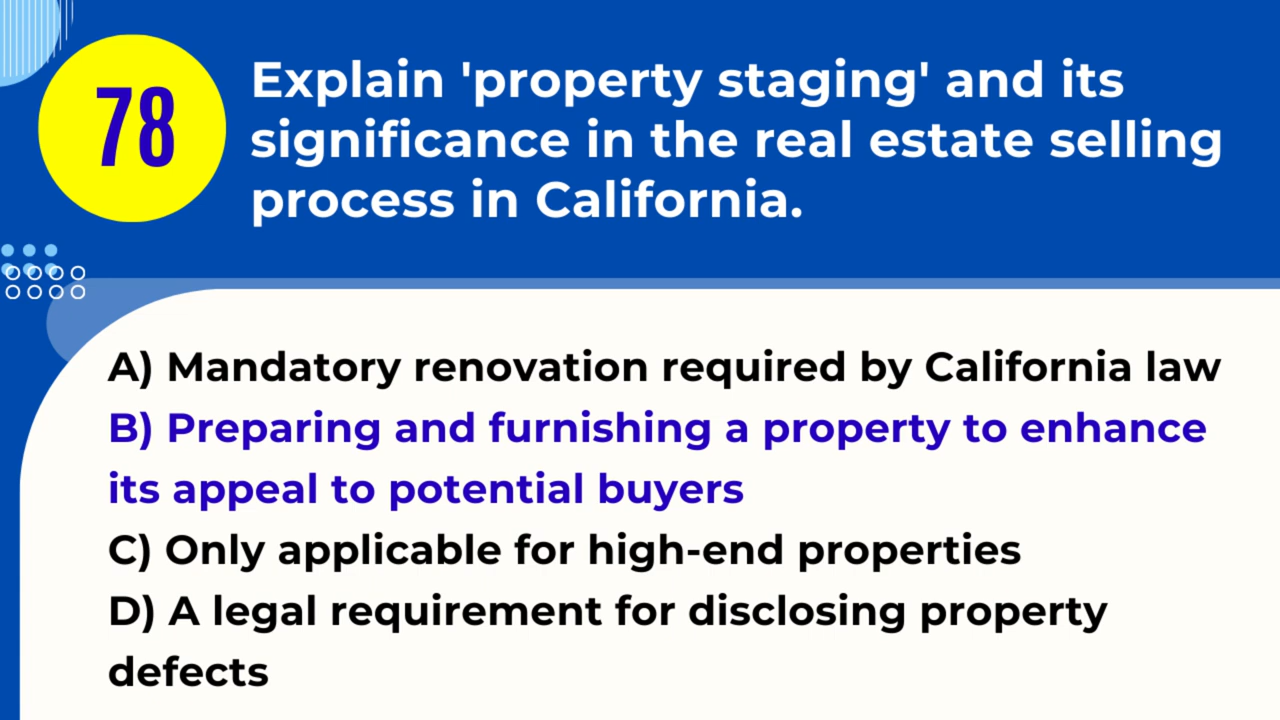 78
Explain 'property staging' and its
significance in the real estate selling
process in California.
A) Mandatory renovation required by California law
B) Preparing and furnishing a property to enhance
its appeal to potential buyers
C) Only applicable for high-end properties
D) A legal requirement for disclosing property
defects